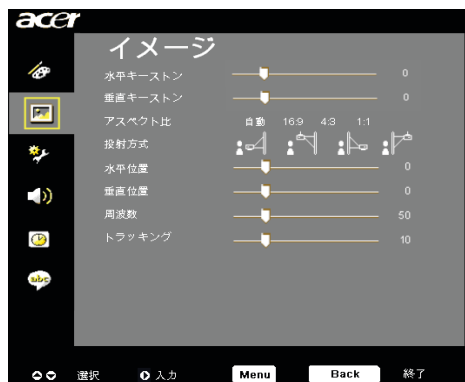 acer
イメージ
水平キーストン 0
垂直キーストン 0
アスペクト比 自動 16:9 4:3 1:1
投射方式
水平位置 0
垂直位置 0
周波数 50
トラッキング 10
abc
選択 入力 Menu Back 終了